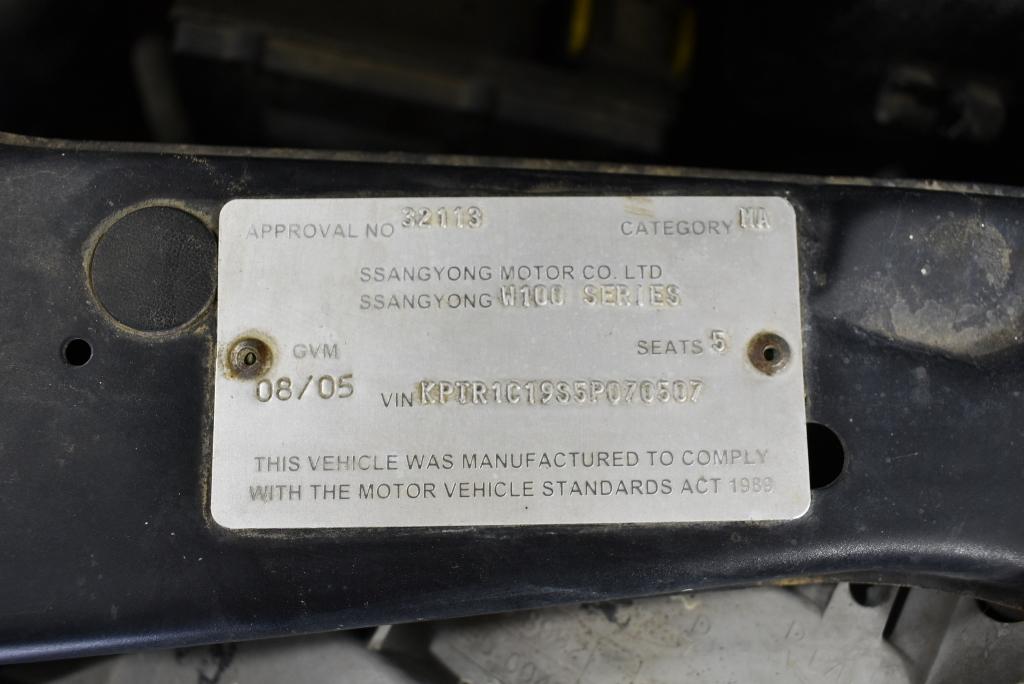 APPROVAL NO 32113 CATEGORY MA
SSANGYONG MOTOR CO. LTD
SSANGYONG W100 SERIES
GVM SEATS 5
08/05 VIN KPTR1C19S5P070507
THIS VEHICLE WAS MANUFACTURED TO COMPLY
WITH THE MOTOR VEHICLE STANDARDS ACT 1989